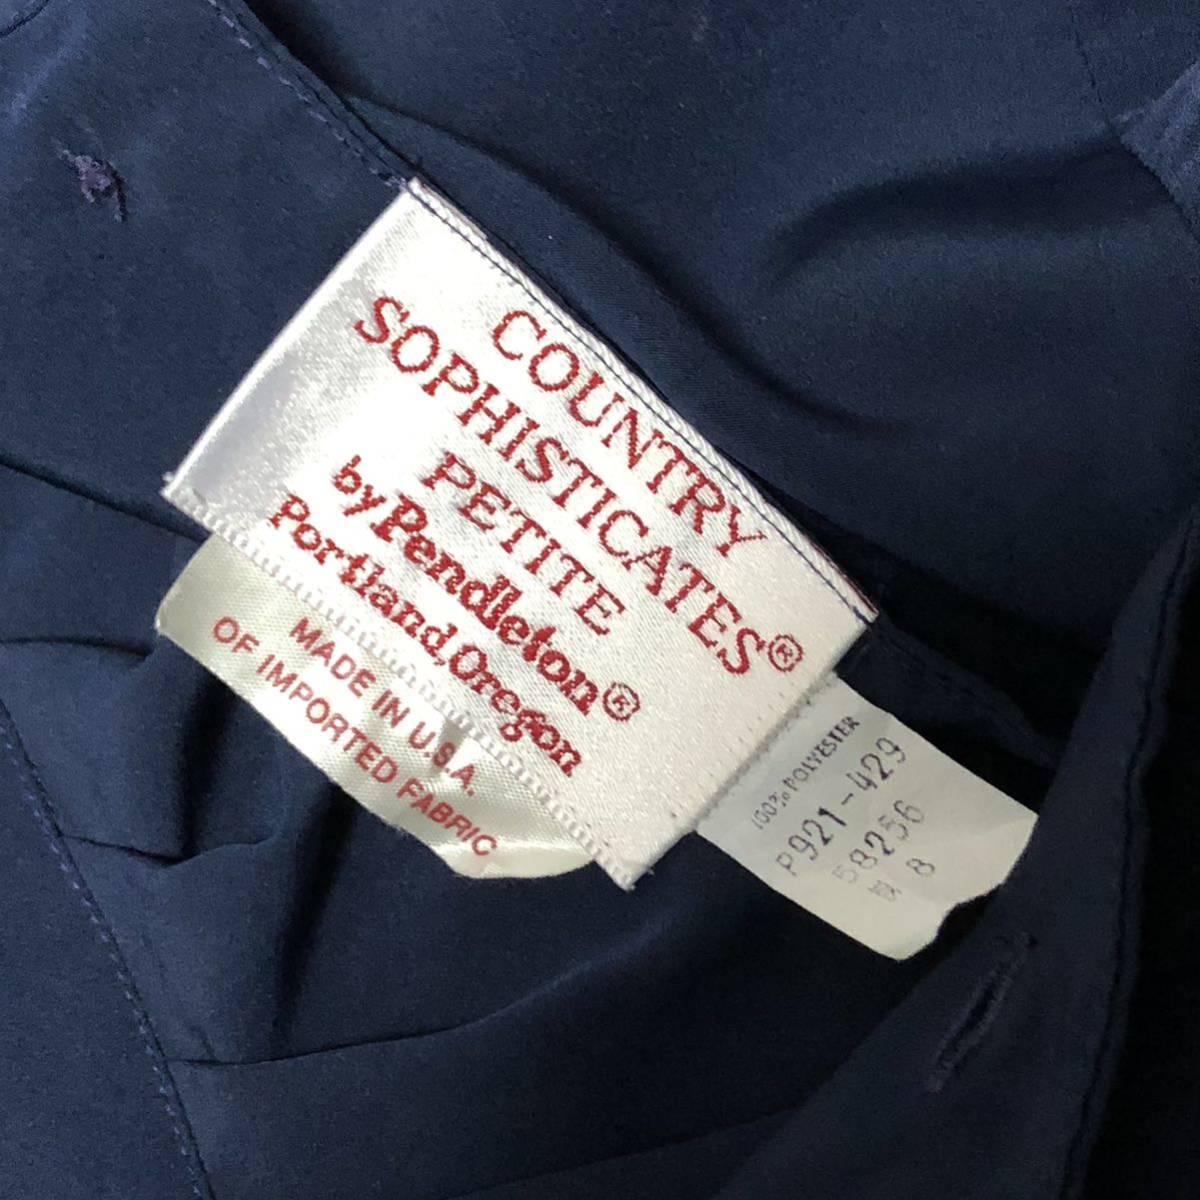 COUNTRY
SOPHISTICATES®
PETITE
by Pendleton®
Portland, Oregon
MADE IN U.S.A.
OF IMPORTED FABRIC
100% POLYESTER
P921-429
58256
8